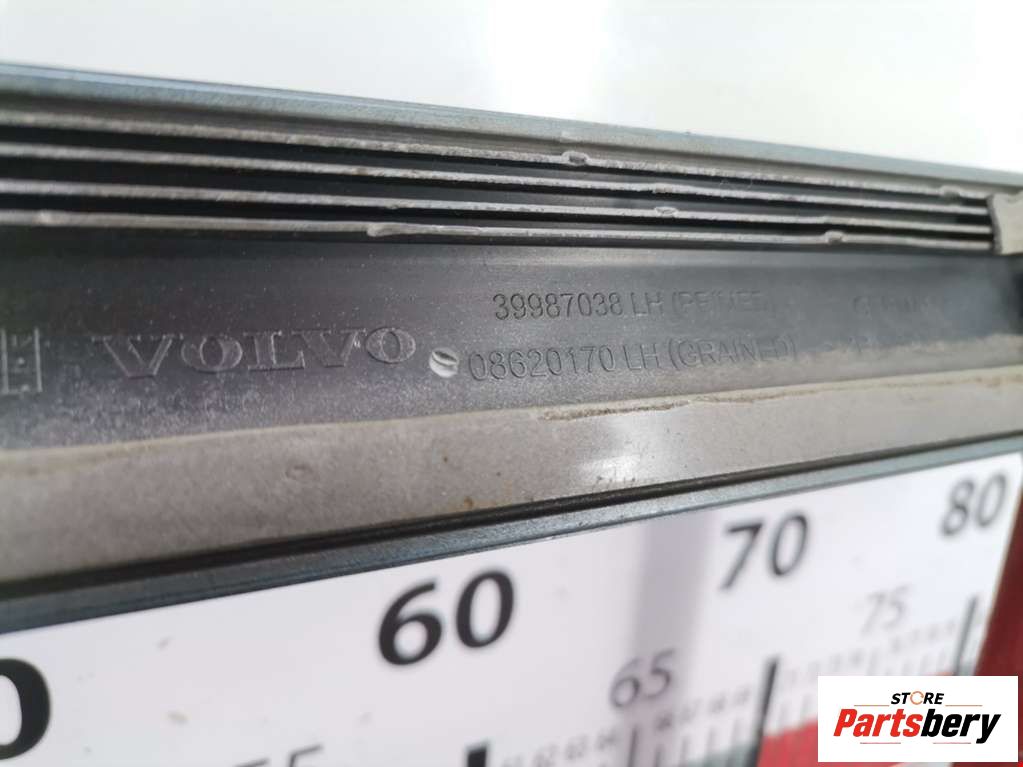 39987038 LH (PRIMED)
VOLVO
08620170 LH (GRAINED)
80
70
60
75
65
STORE
Partsbery